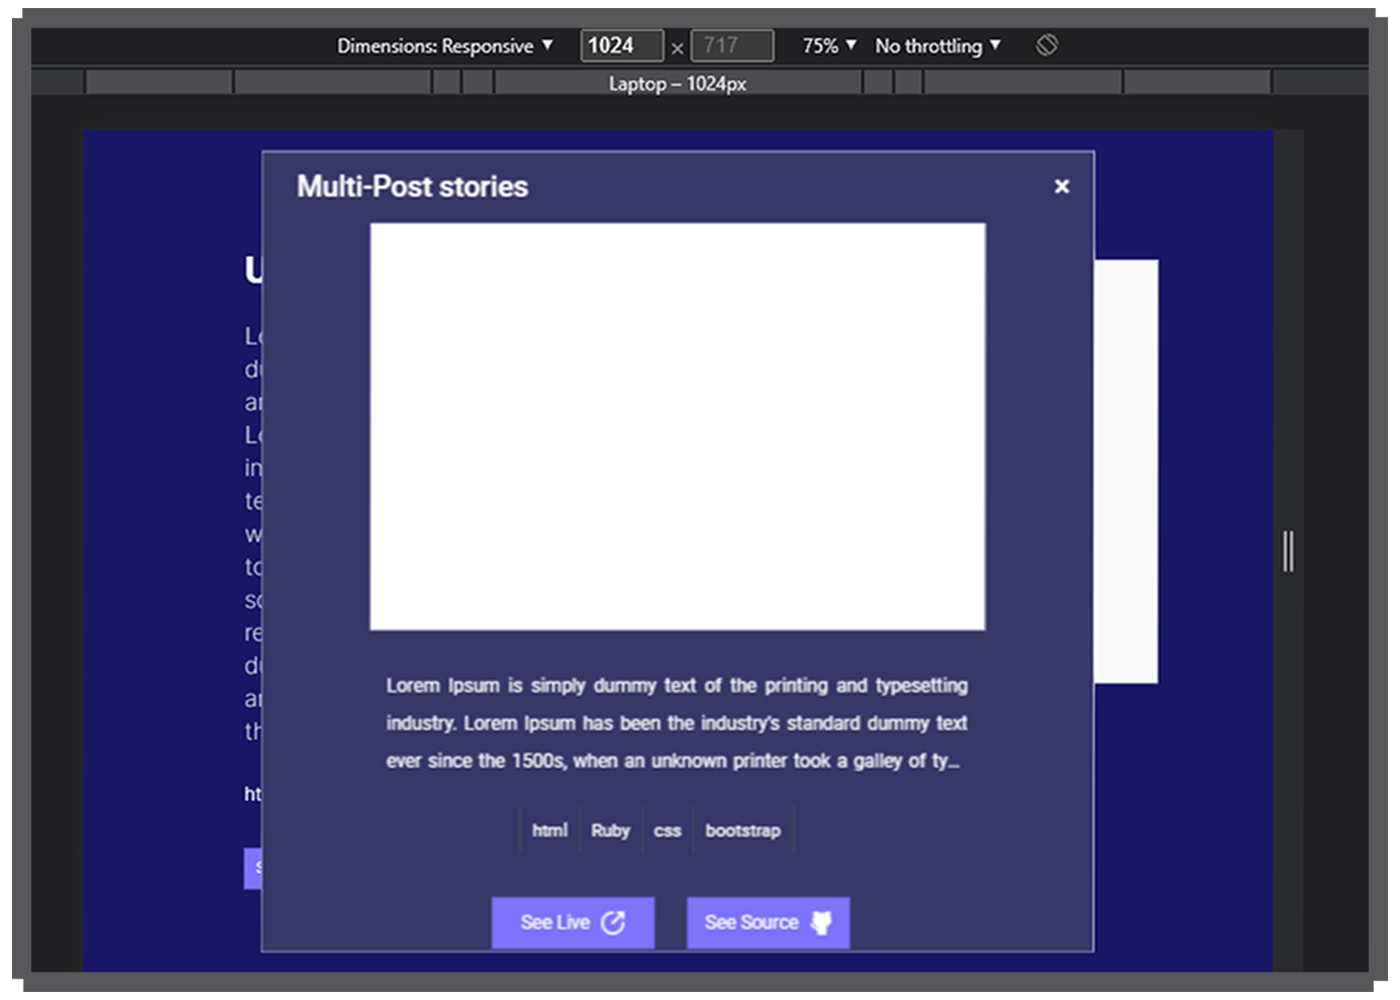 Dimensions: Responsive ▼ 1024 × 717 75% ▼ No throttling ▼
Laptop – 1024px
Multi-Post stories ×
Lorem Ipsum is simply dummy text of the printing and typesetting
industry. Lorem Ipsum has been the industry's standard dummy text
ever since the 1500s, when an unknown printer took a galley of ty...
html Ruby css bootstrap
See Live See Source